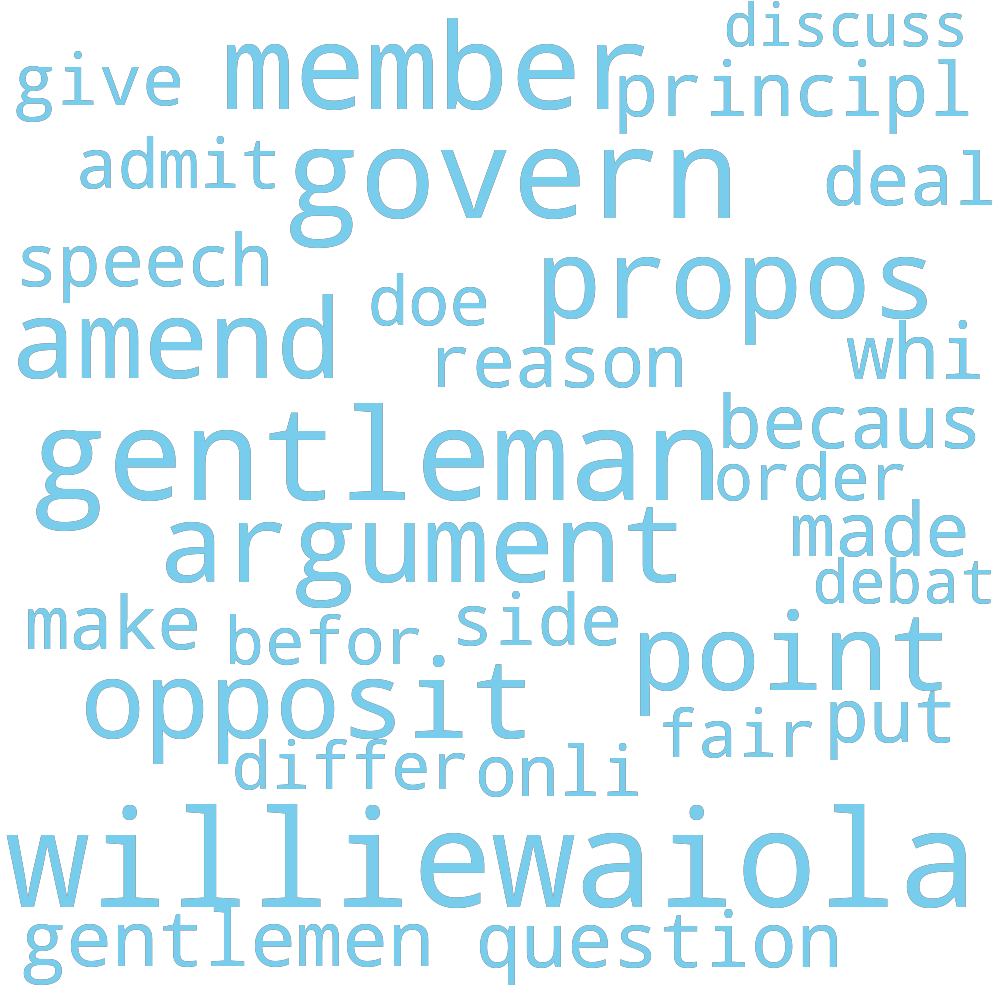 discuss
give member principl
admit govern deal
speech doe propos
amend reason whi
gentleman becaus
order
argument made
debat
make befor side point
opposit fair put
differ onli
williewaiola
gentlemen question